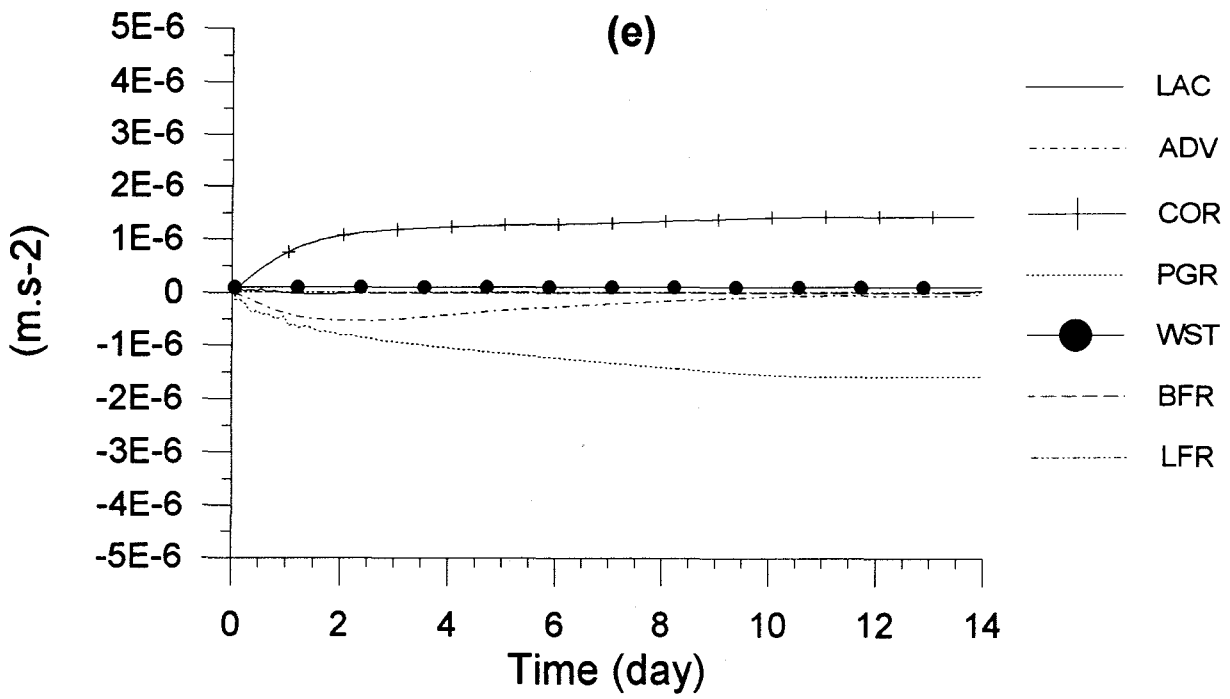 (e)
5E-6
4E-6
3E-6
2E-6
1E-6
0
-1E-6
-2E-6
-3E-6
-4E-6
-5E-6
(m.s-2)
0 2 4 6 8 10 12 14
Time (day)
LAC
ADV
COR
PGR
WST
BFR
LFR